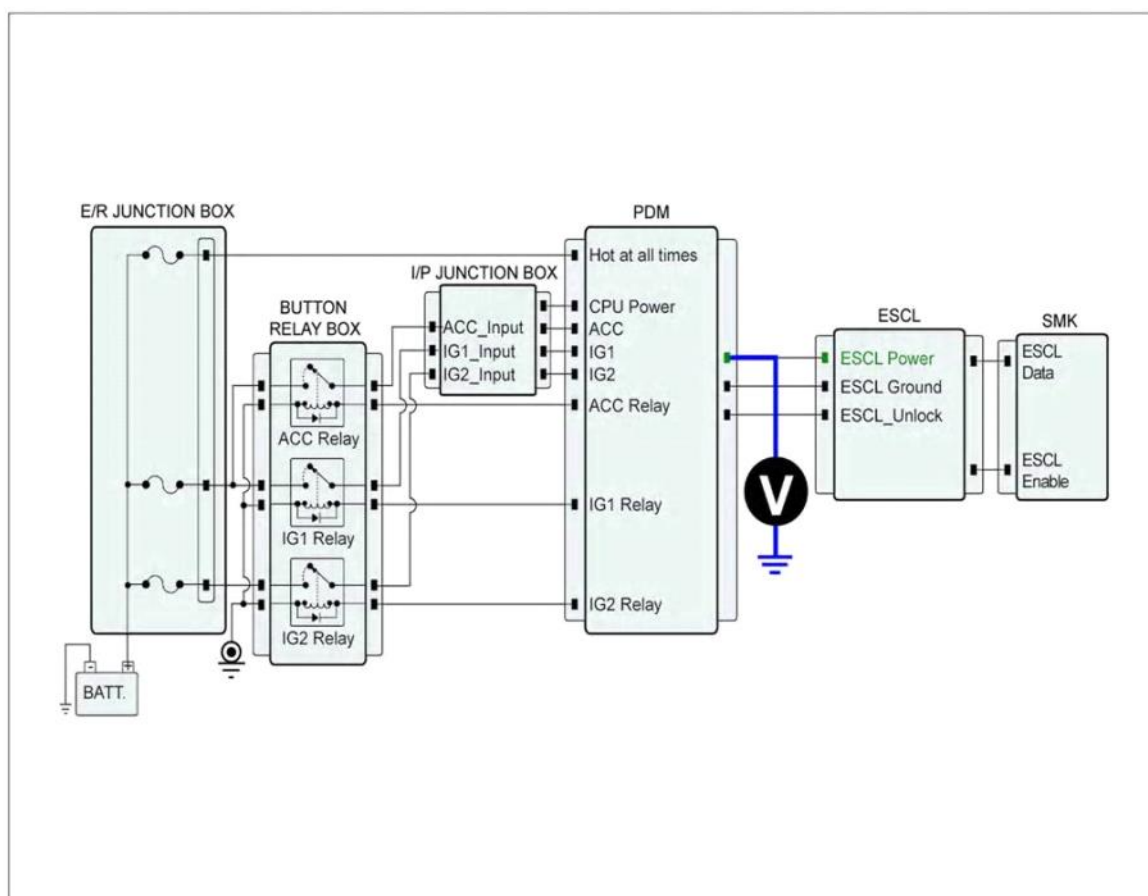 E/R JUNCTION BOX
PDM
Hot at all times
I/P JUNCTION BOX
BUTTON
RELAY BOX
CPU Power
ESCL
SMK
ACC_Input
ACC
IG1_Input
IG1
IG2_Input
IG2
ESCL Power
ESCL
Data
ESCL Ground
ACC Relay
ESCL_Unlock
ACC Relay
ESCL
Enable
V
IG1 Relay
IG1 Relay
IG2 Relay
IG2 Relay
- +
BATT.